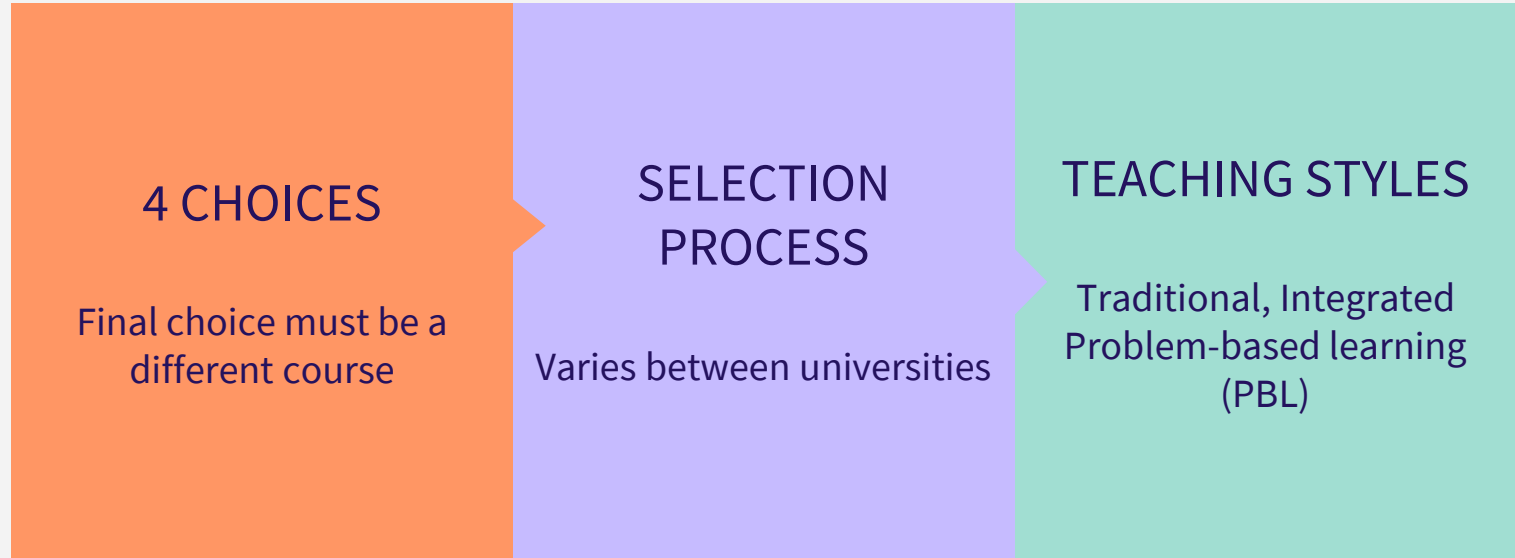 4 CHOICES
Final choice must be a
different course
SELECTION
PROCESS
Varies between universities
TEACHING STYLES
Traditional, Integrated
Problem-based learning
(PBL)